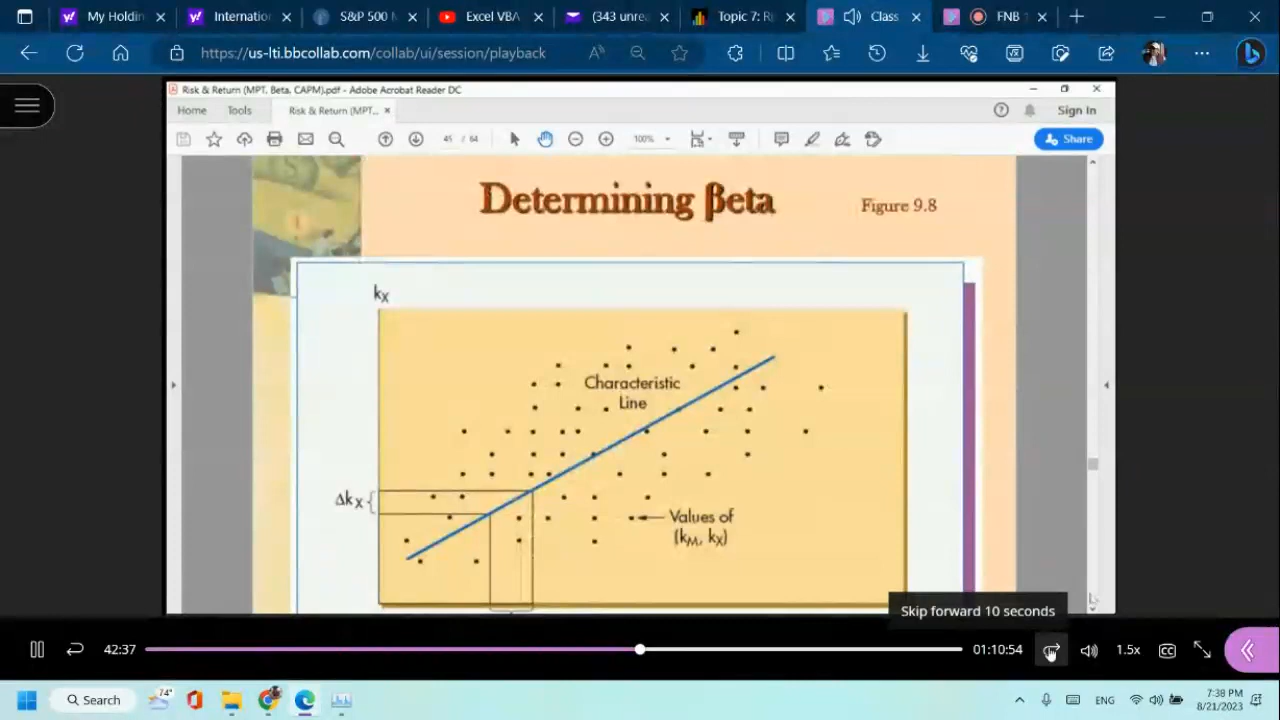 My Holdin
Internatio
S&P 500 M
Excel VBA
(343 unrea
Topic 7: Ri
Class
FNB T
https://us-lti.bbcollab.com/collab/ui/session/playback
Risk & Return (MPT, Beta, CAPM).pdf - Adobe Acrobat Reader DC
Home Tools Risk & Return (MPT... Sign In
45 / 64 100% Share
Determining βeta Figure 9.8
kX
Characteristic
Line
ΔkX
Values of
(kM, kX)
Skip forward 10 seconds
42:37 01:10:54 1.5x CC
74°
Search ENG 7:38 PM
8/21/2023